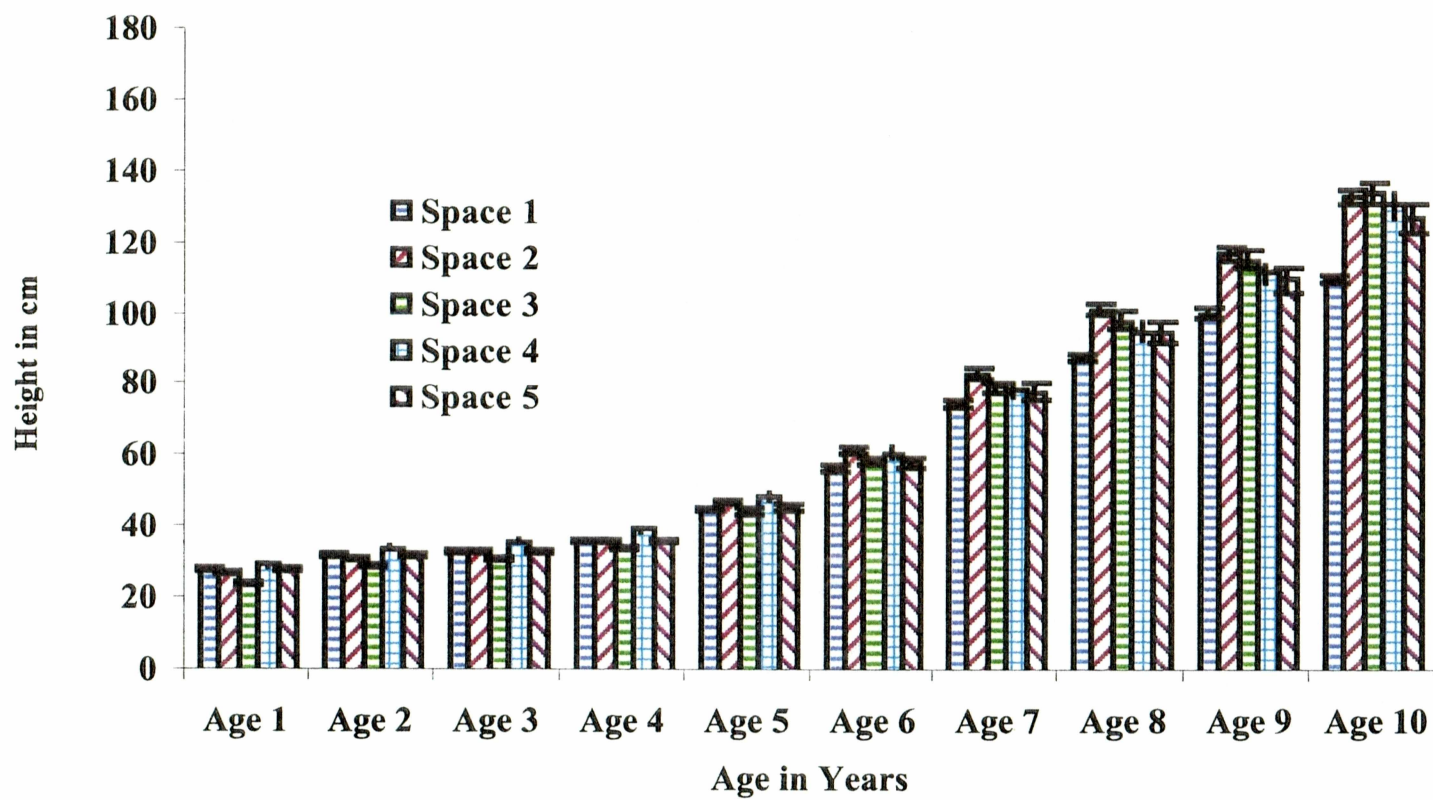 180
160
140
120
100
80
60
40
20
0
Height in cm
Space 1
Space 2
Space 3
Space 4
Space 5
Age 1 Age 2 Age 3 Age 4 Age 5 Age 6 Age 7 Age 8 Age 9 Age 10
Age in Years